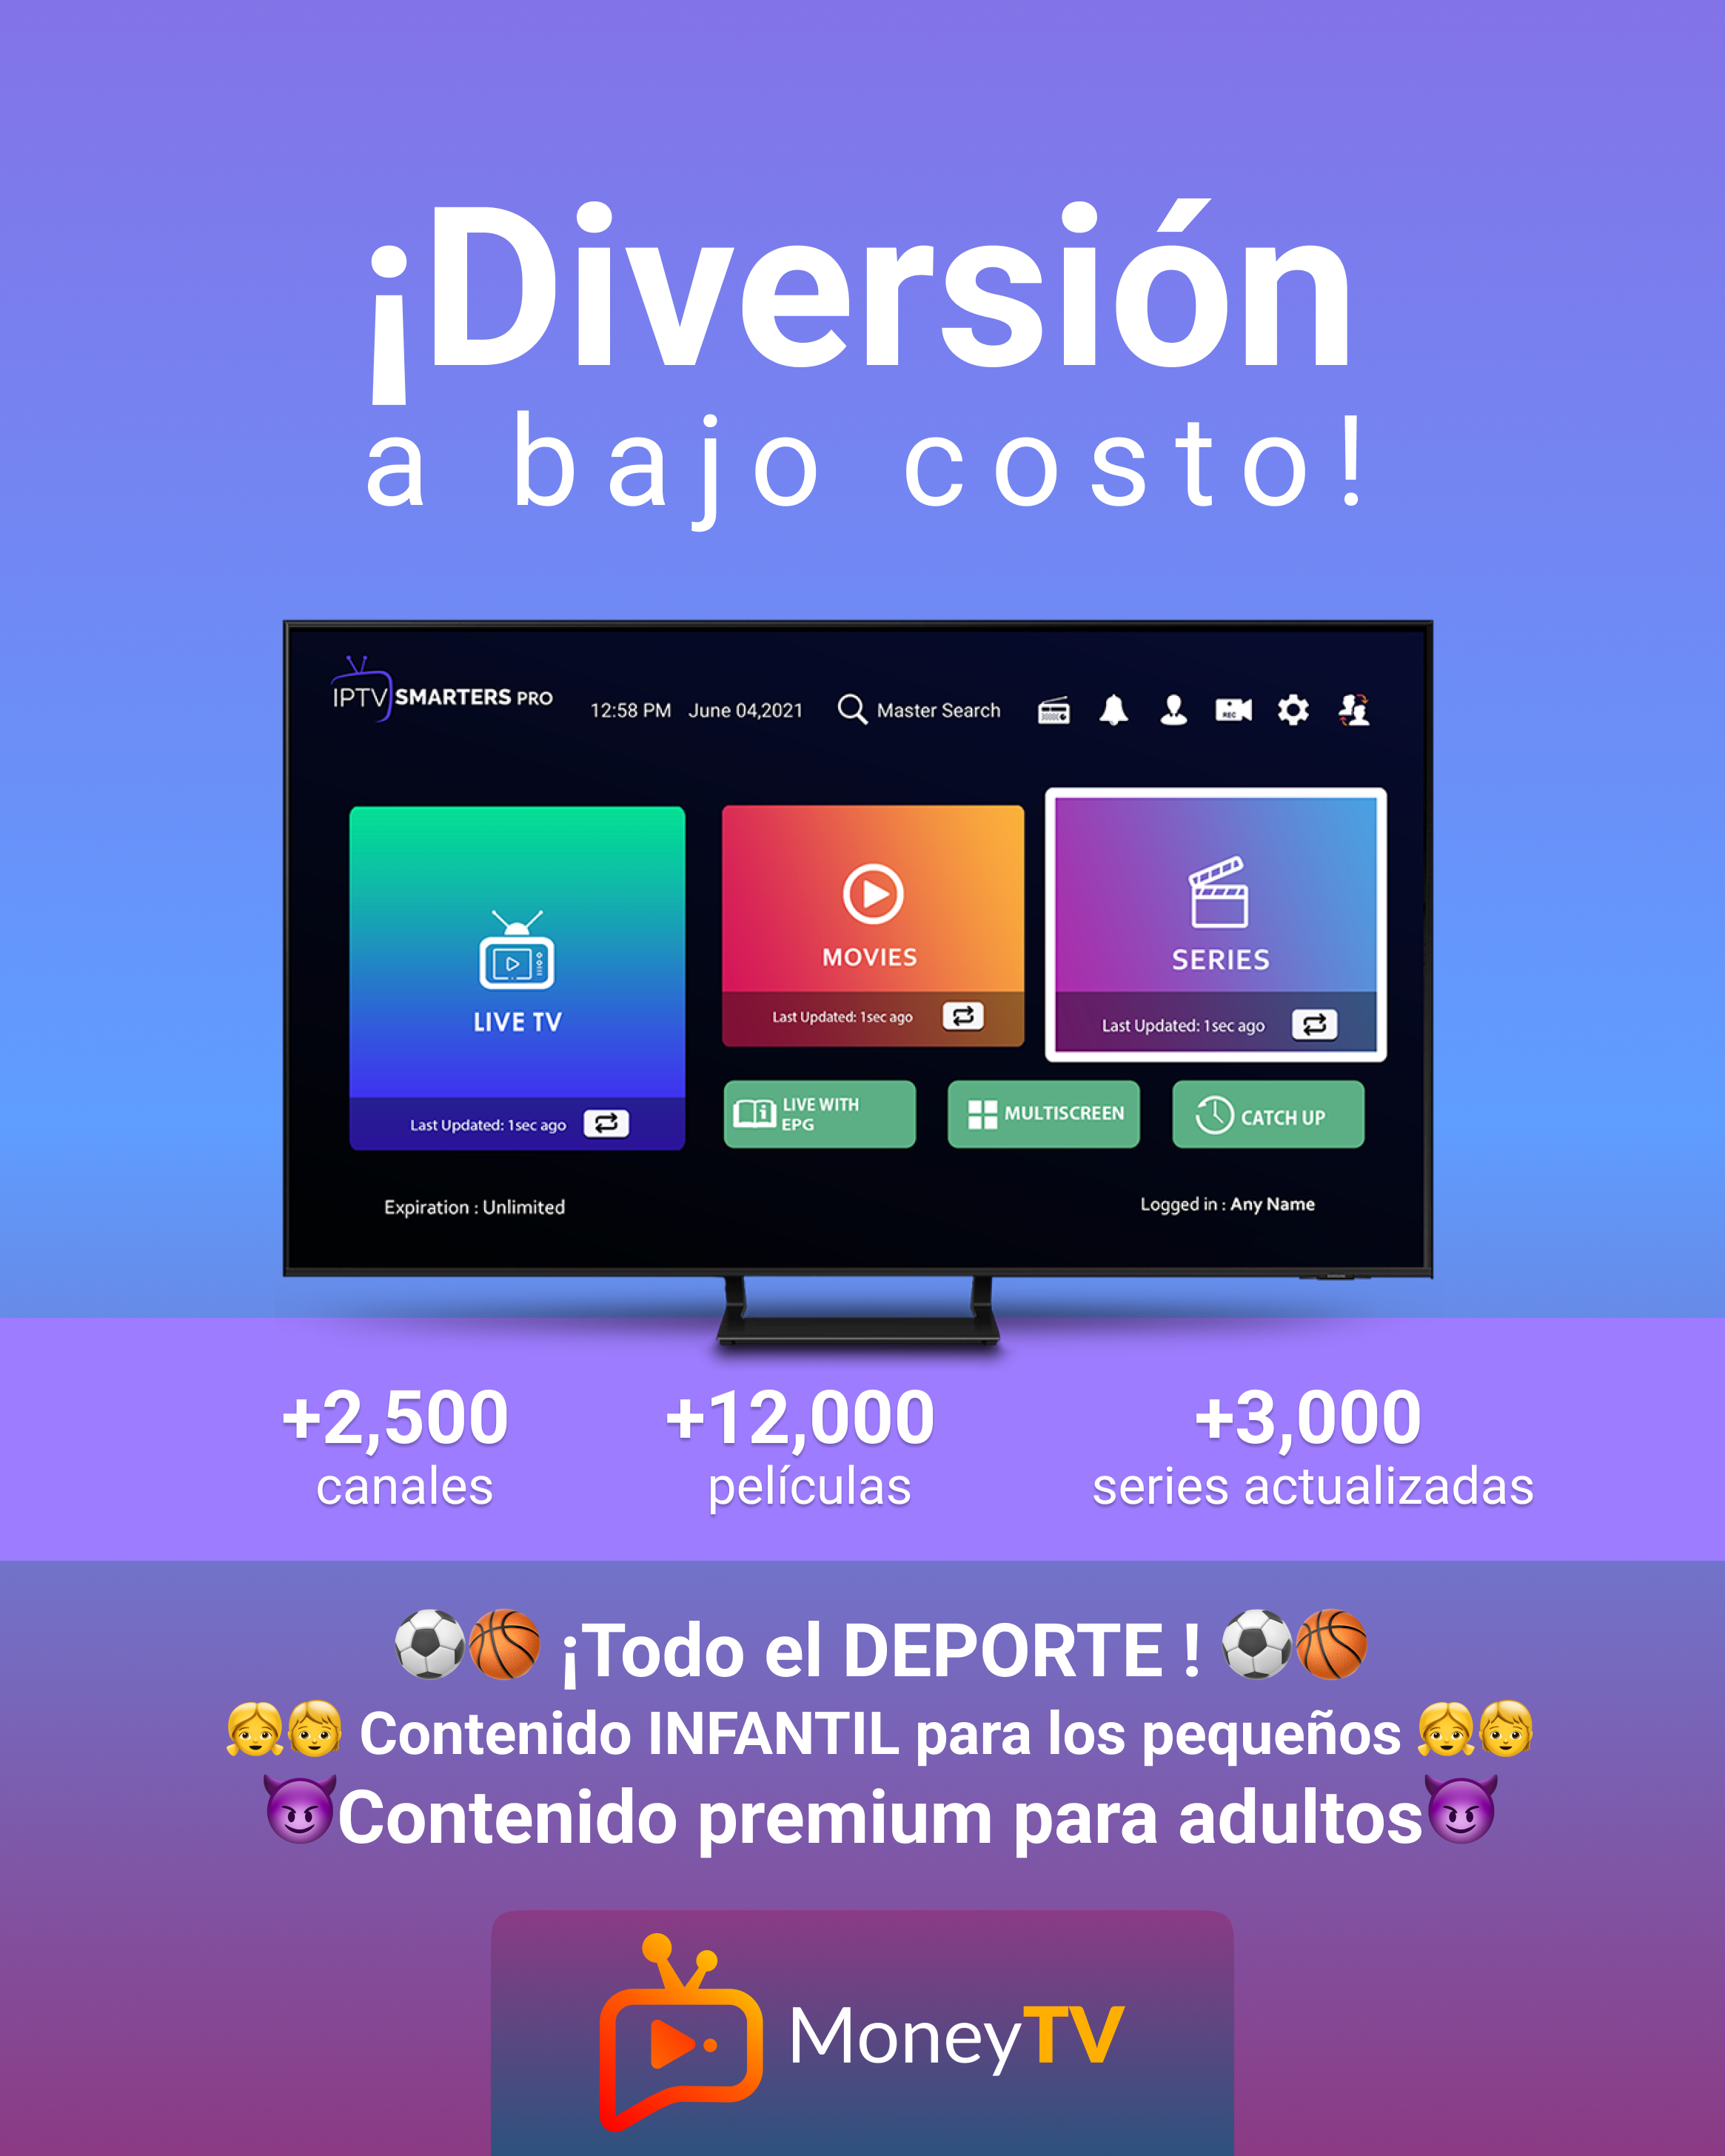 ¡Diversión
a bajo costo!
IPTV SMARTERS PRO
12:58 PM June 04,2021 Master Search
REC
LIVE TV
Last Updated: 1sec ago
MOVIES
Last Updated: 1sec ago
SERIES
Last Updated: 1sec ago
LIVE WITH
EPG
MULTISCREEN
CATCH UP
Expiration : Unlimited
Logged in : Any Name
+2,500
canales
+12,000
películas
+3,000
series actualizadas
⚽🏀 ¡Todo el DEPORTE ! ⚽🏀
👧🧒 Contenido INFANTIL para los pequeños 👧🧒
😈Contenido premium para adultos😈
MoneyTV